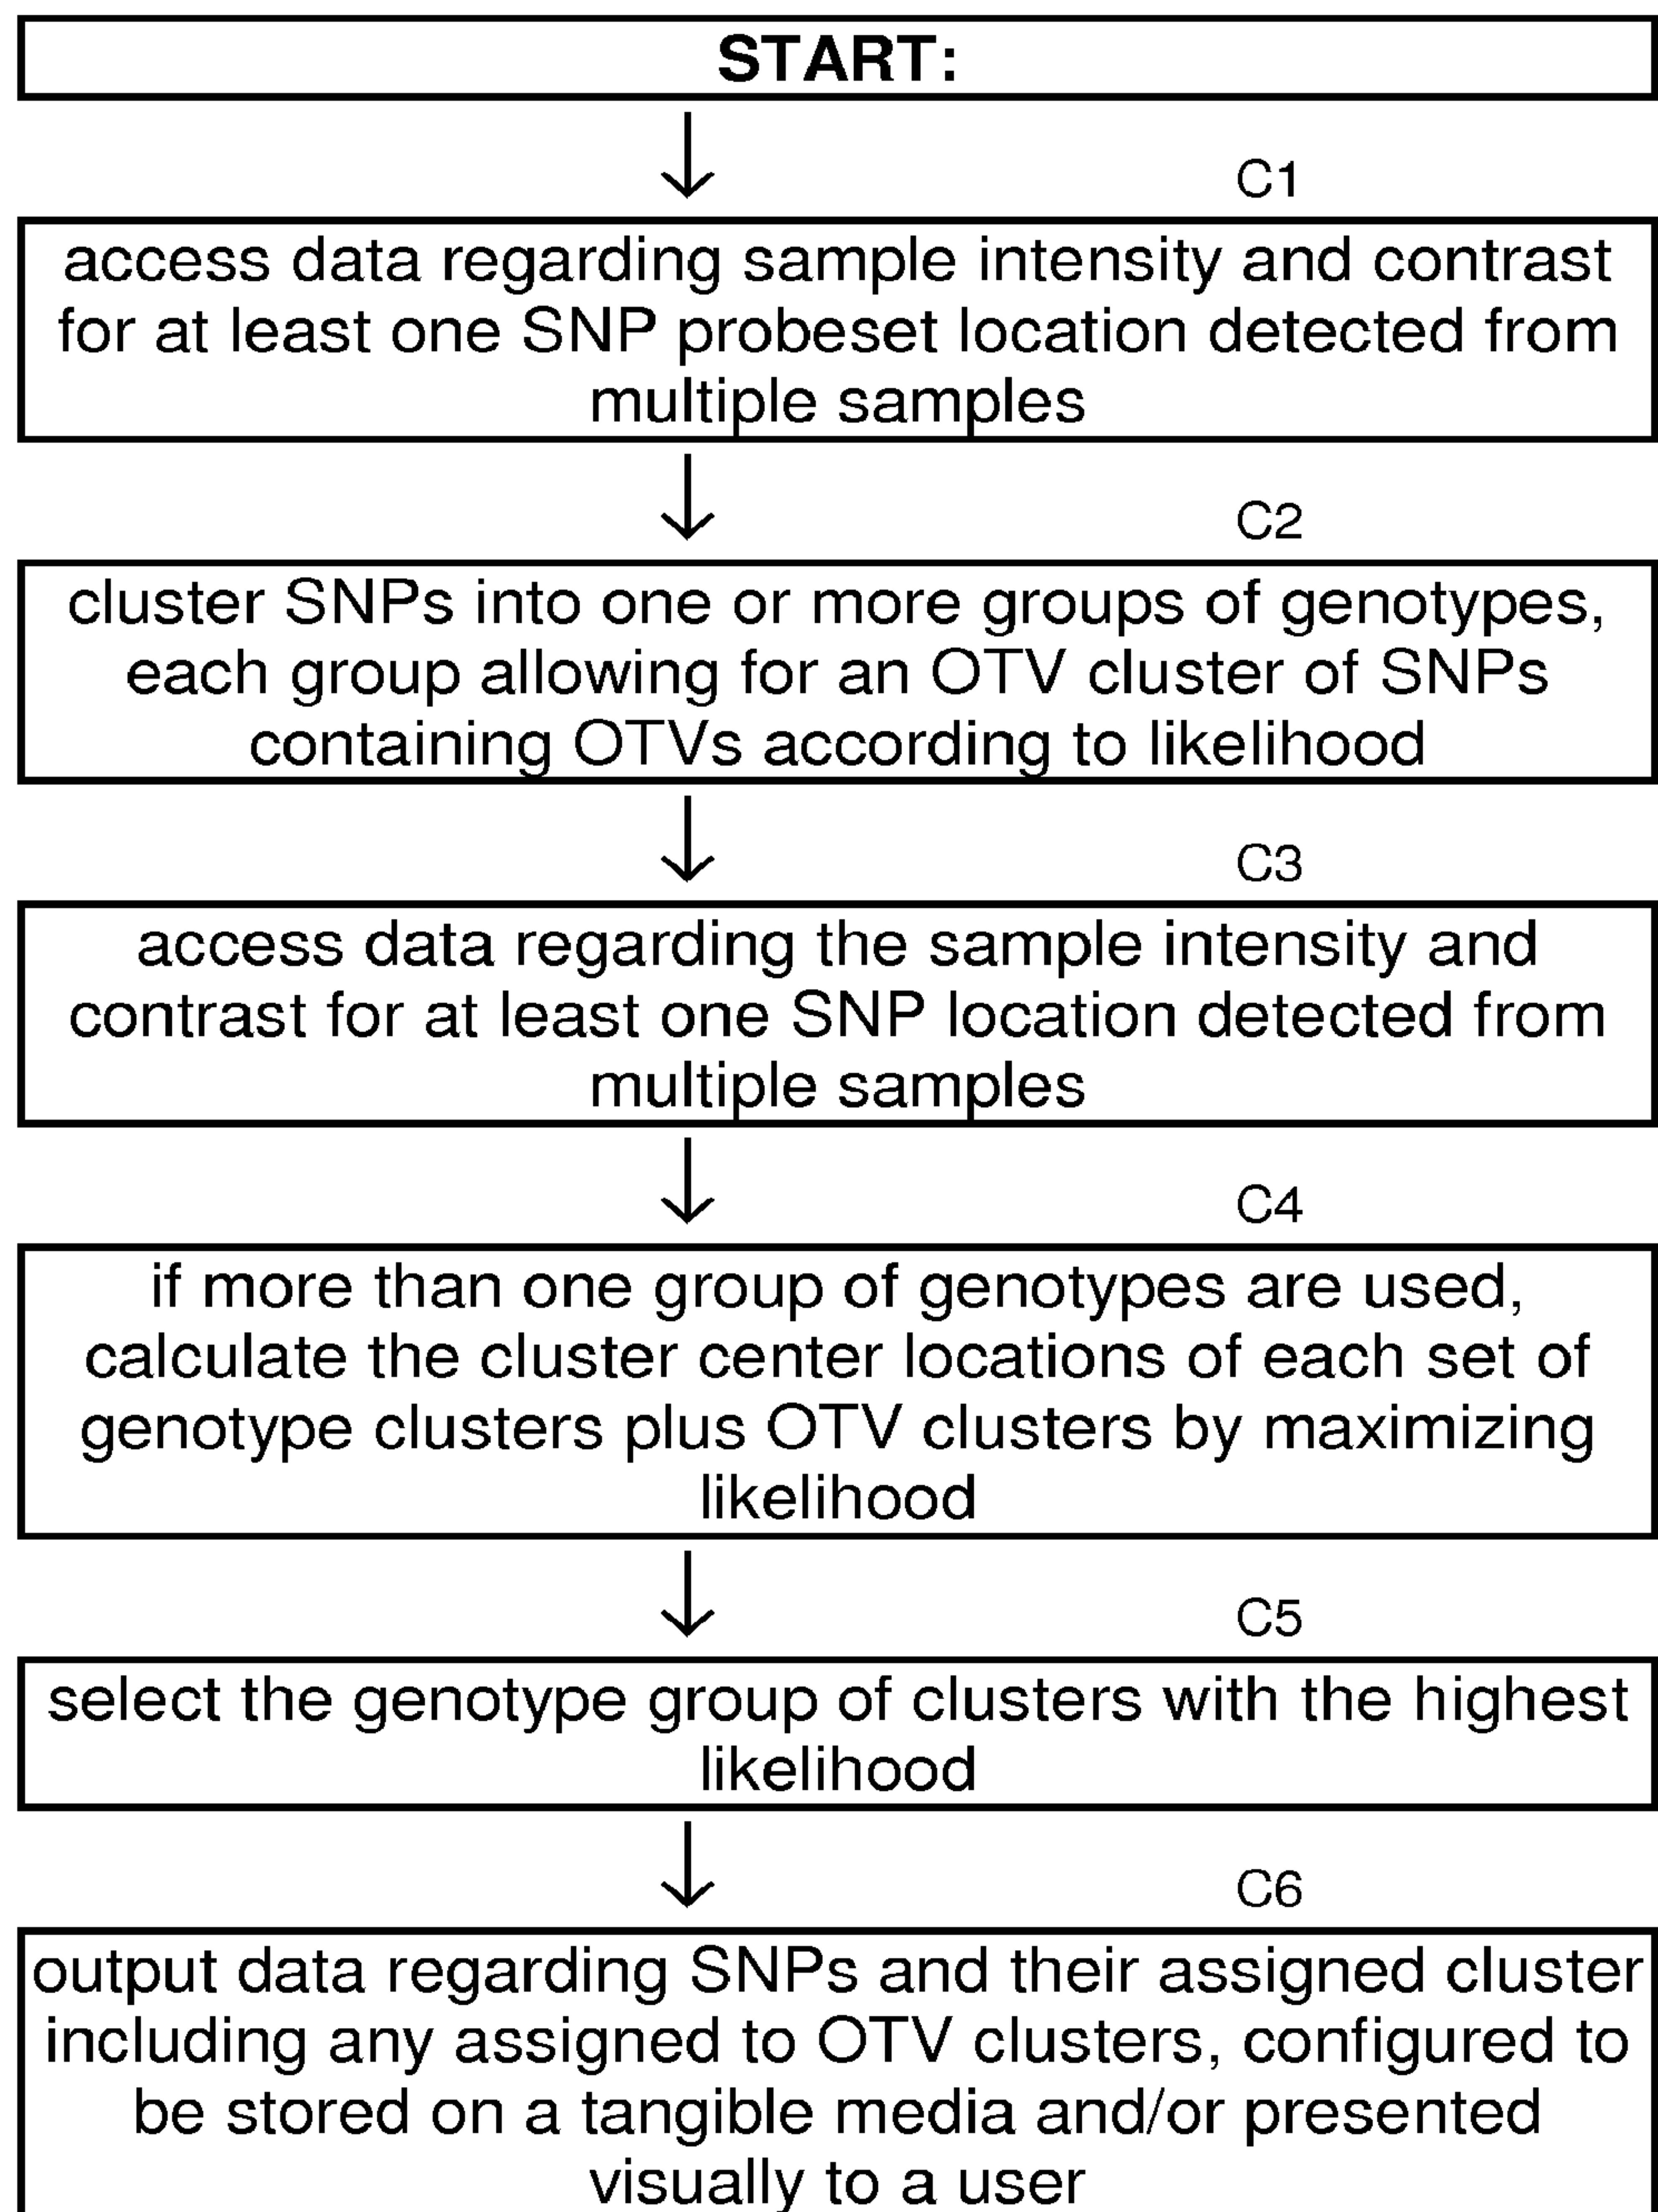 START:
C1
access data regarding sample intensity and contrast
for at least one SNP probeset location detected from
multiple samples
C2
cluster SNPs into one or more groups of genotypes,
each group allowing for an OTV cluster of SNPs
containing OTVs according to likelihood
C3
access data regarding the sample intensity and
contrast for at least one SNP location detected from
multiple samples
C4
if more than one group of genotypes are used,
calculate the cluster center locations of each set of
genotype clusters plus OTV clusters by maximizing
likelihood
C5
select the genotype group of clusters with the highest
likelihood
C6
output data regarding SNPs and their assigned cluster
including any assigned to OTV clusters, configured to
be stored on a tangible media and/or presented
visually to a user